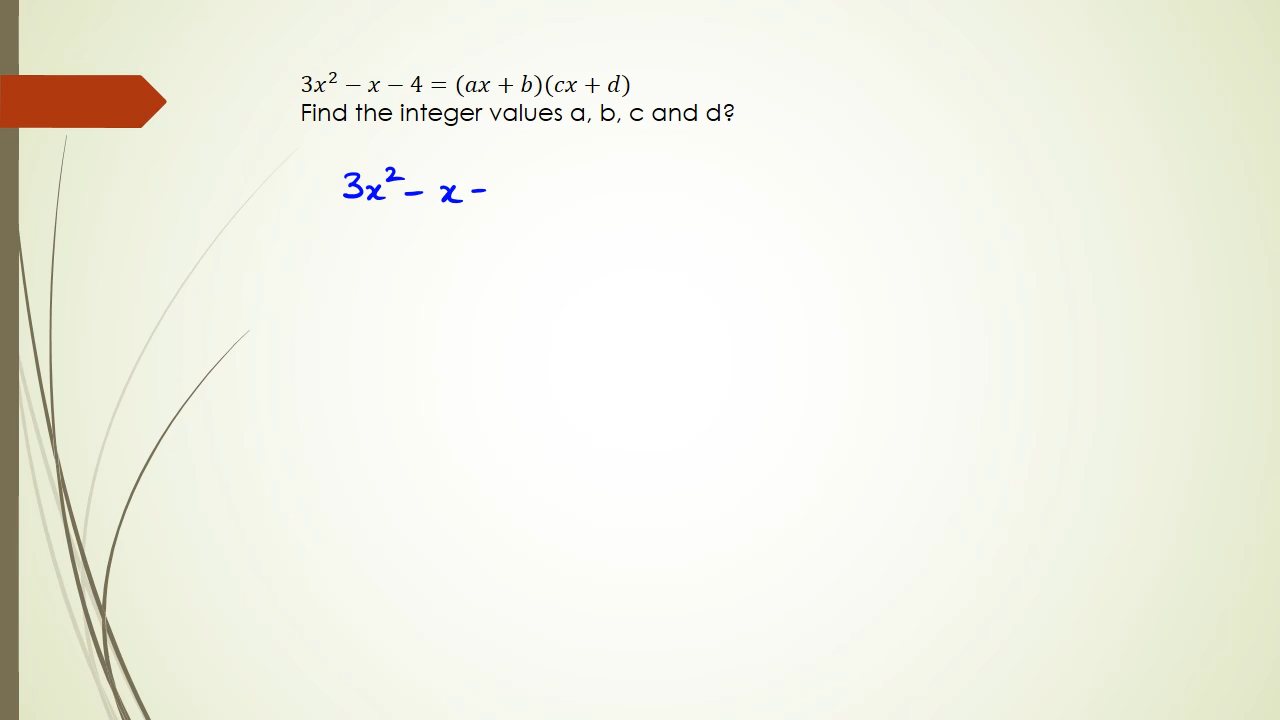 3x² − x − 4 = (ax + b)(cx + d)
Find the integer values a, b, c and d?
3x² - x -